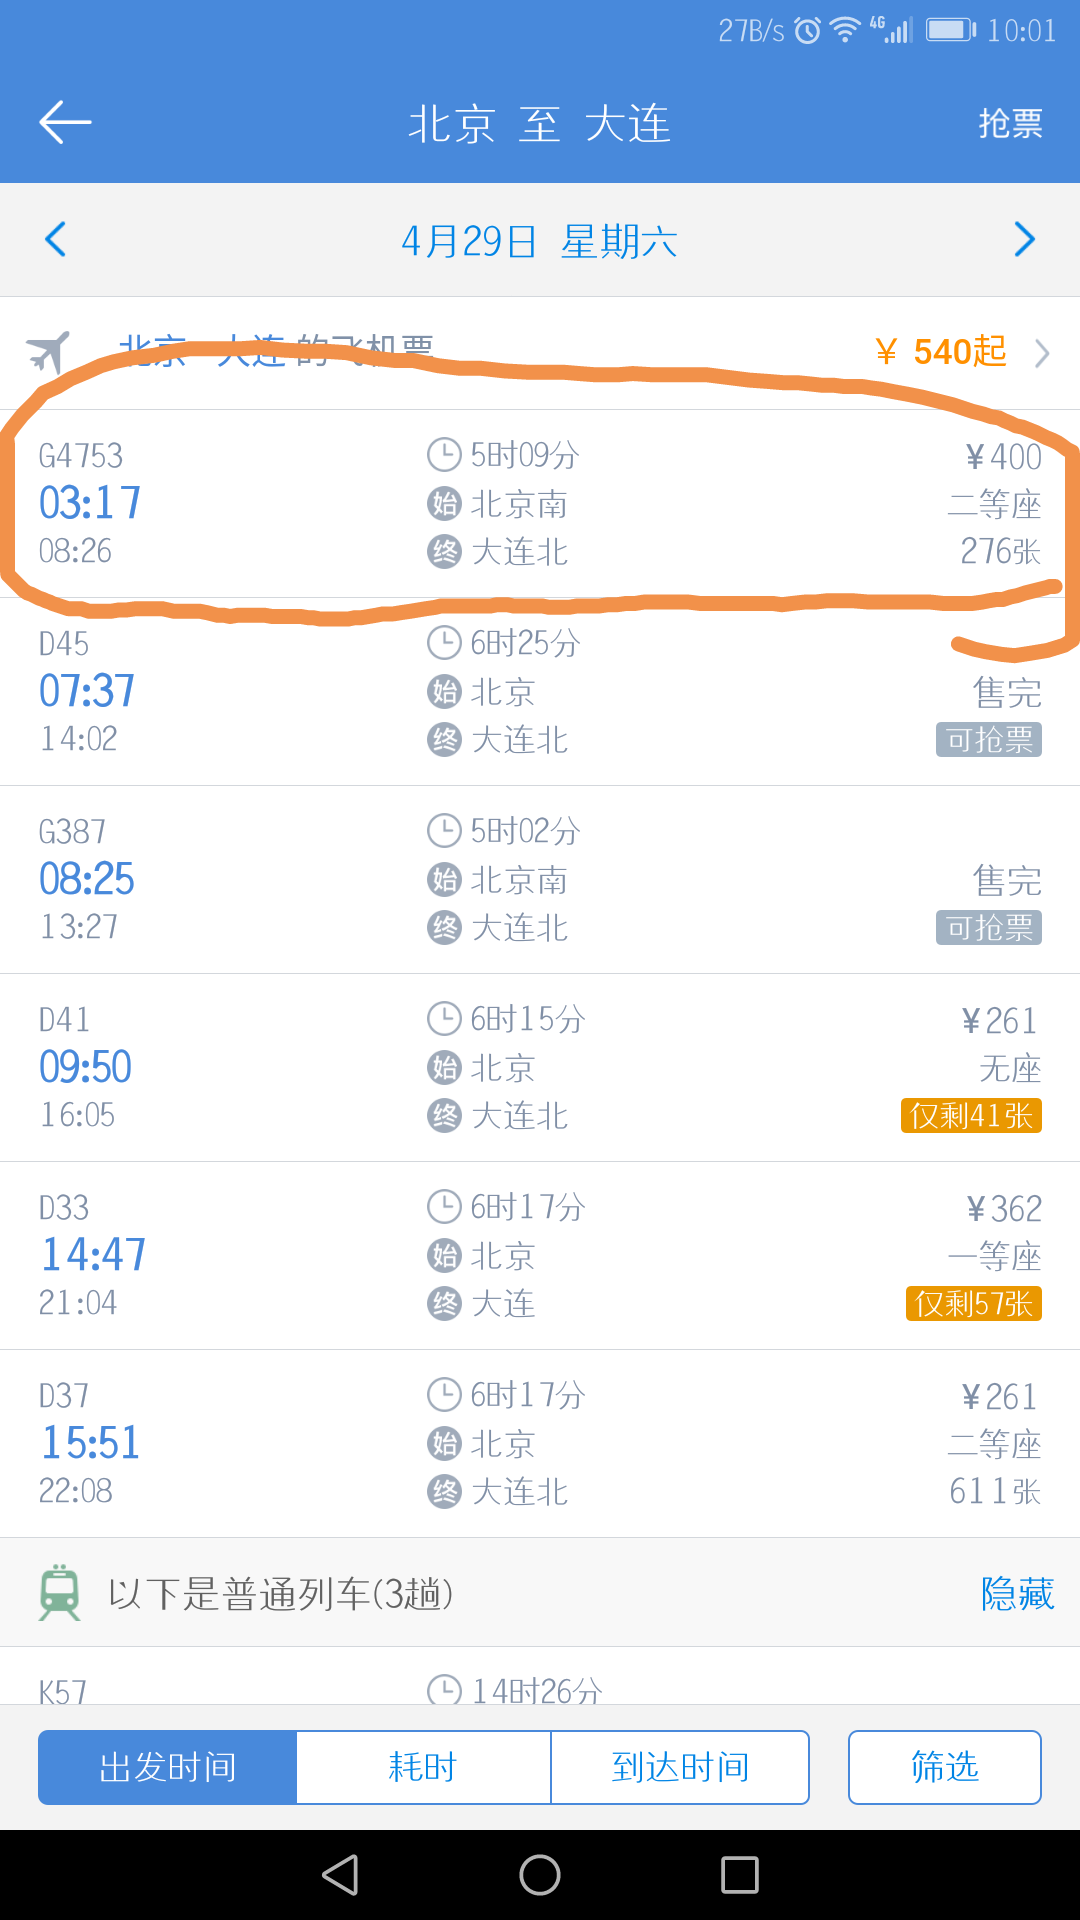 27B/s 4G 10:01
北京 至 大连 抢票
4月29日 星期六
北京 大连 的飞机票 ¥ 540起
G4753 5时09分 ¥400
03:17 始 北京南 二等座
08:26 终 大连北 276张
D45 6时25分
07:37 始 北京 售完
14:02 终 大连北 可抢票
G387 5时02分
08:25 始 北京南 售完
13:27 终 大连北 可抢票
D41 6时15分 ¥261
09:50 始 北京 无座
16:05 终 大连北 仅剩41张
D33 6时17分 ¥362
14:47 始 北京 一等座
21:04 终 大连 仅剩57张
D37 6时17分 ¥261
15:51 始 北京 二等座
22:08 终 大连北 611张
以下是普通列车(3趟) 隐藏
K57 14时26分
出发时间 耗时 到达时间 筛选